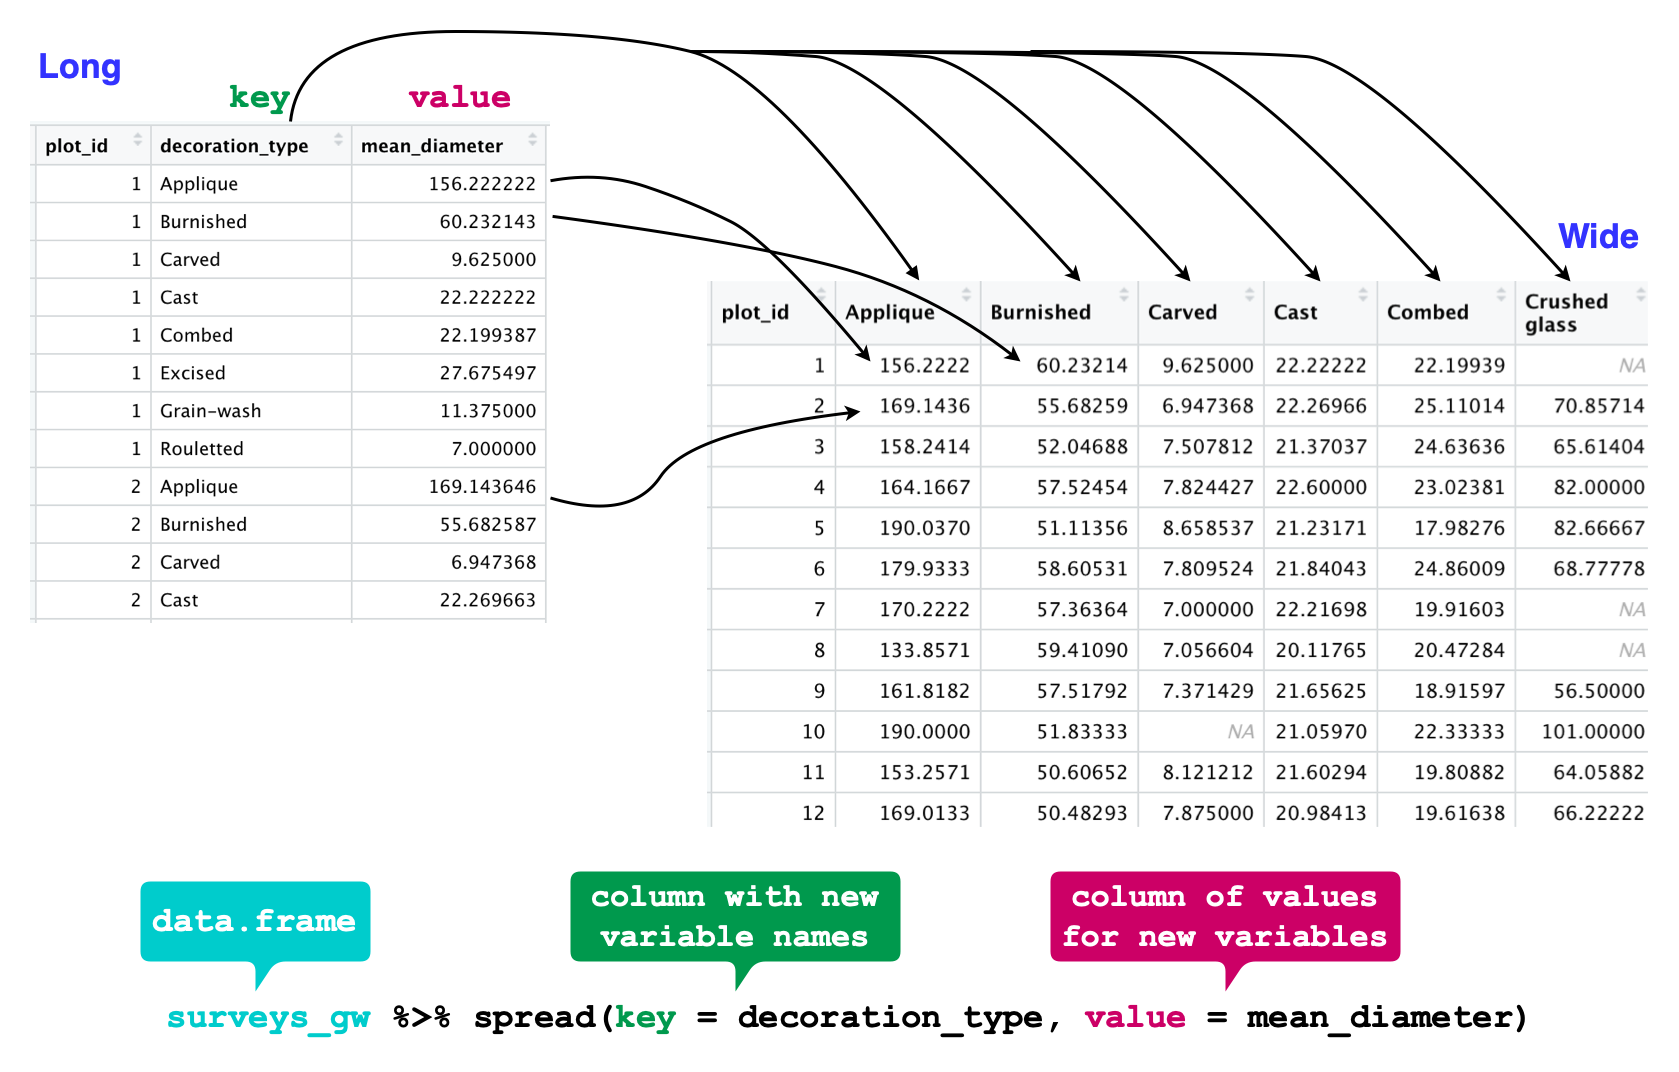 Long
key value
plot_id decoration_type mean_diameter
1 Applique 156.222222
1 Burnished 60.232143
1 Carved 9.625000
1 Cast 22.222222
1 Combed 22.199387
1 Excised 27.675497
1 Grain-wash 11.375000
1 Rouletted 7.000000
2 Applique 169.143646
2 Burnished 55.682587
2 Carved 6.947368
2 Cast 22.269663
Wide
plot_id Applique Burnished Carved Cast Combed Crushed
glass
1 156.2222 60.23214 9.625000 22.22222 22.19939 NA
2 169.1436 55.68259 6.947368 22.26966 25.11014 70.85714
3 158.2414 52.04688 7.507812 21.37037 24.63636 65.61404
4 164.1667 57.52454 7.824427 22.60000 23.02381 82.00000
5 190.0370 51.11356 8.658537 21.23171 17.98276 82.66667
6 179.9333 58.60531 7.809524 21.84043 24.86009 68.77778
7 170.2222 57.36364 7.000000 22.21698 19.91603 NA
8 133.8571 59.41090 7.056604 20.11765 20.47284 NA
9 161.8182 57.51792 7.371429 21.65625 18.91597 56.50000
10 190.0000 51.83333 NA 21.05970 22.33333 101.00000
11 153.2571 50.60652 8.121212 21.60294 19.80882 64.05882
12 169.0133 50.48293 7.875000 20.98413 19.61638 66.22222
data.frame
column with new
variable names
column of values
for new variables
surveys_gw %>% spread(key = decoration_type, value = mean_diameter)